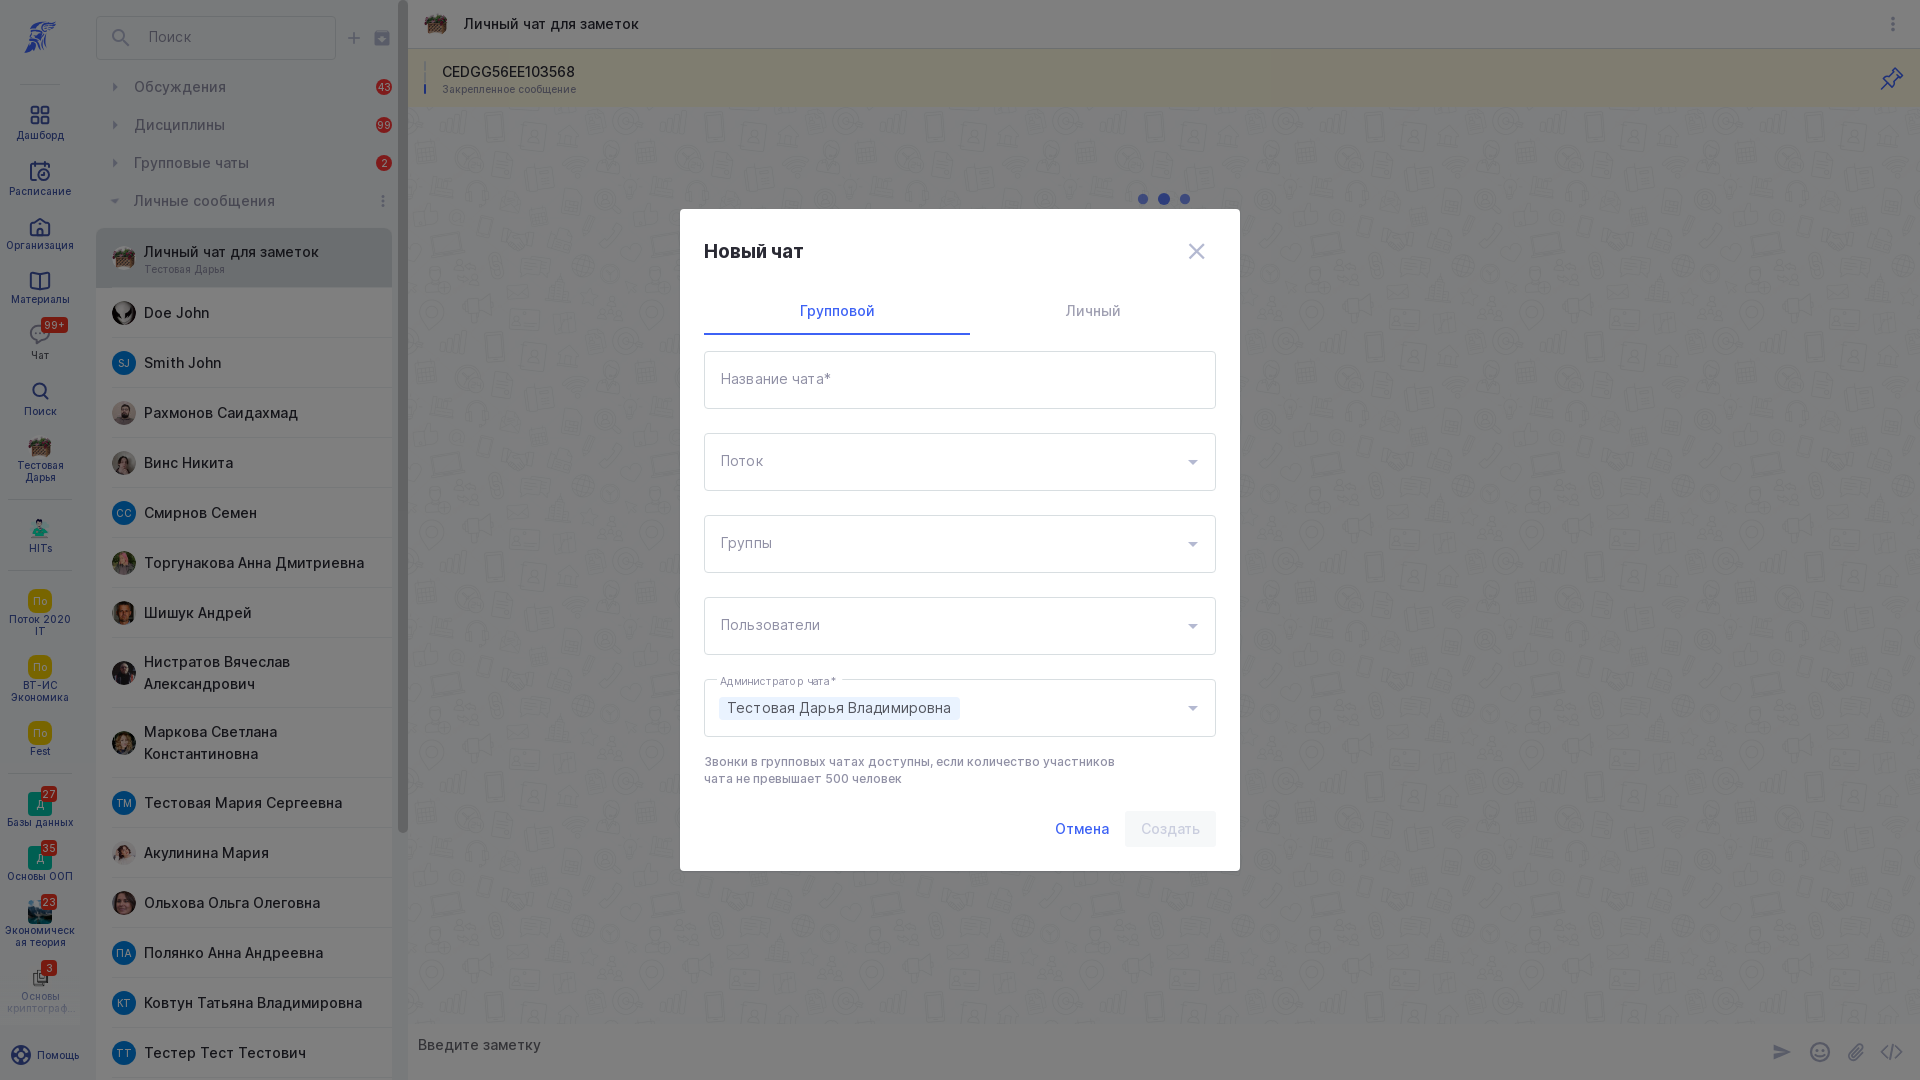 Дашборд
Расписание
Организация
Материалы
99+
Чат
Поиск
Тестовая
Дарья
HITs
По
Поток 2020
IT
По
ВТ-ИС
Экономика
По
Fest
27
Д
Базы данных
35
Д
Основы ООП
23
Экономическ
ая теория
3
Основы
криптограф...
Помощь
Поиск
Обсуждения
43
Дисциплины
99
Групповые чаты
2
Личные сообщения
Личный чат для заметок
Тестовая Дарья
Doe John
SJ
Smith John
Рахмонов Саидахмад
Винс Никита
СС
Смирнов Семен
Торгунакова Анна Дмитриевна
Шишук Андрей
Нистратов Вячеслав
Александрович
Маркова Светлана
Константиновна
ТМ
Тестовая Мария Сергеевна
Акулинина Мария
Ольхова Ольга Олеговна
ПА
Полянко Анна Андреевна
КТ
Ковтун Татьяна Владимировна
ТТ
Тестер Тест Тестович
Личный чат для заметок
CEDGG56EE103568
Закрепленное сообщение
Новый чат
Групповой
Личный
Название чата*
Поток
Группы
Пользователи
Администратор чата*
Тестовая Дарья Владимировна
Звонки в групповых чатах доступны, если количество участников
чата не превышает 500 человек
Отмена
Создать
Введите заметку